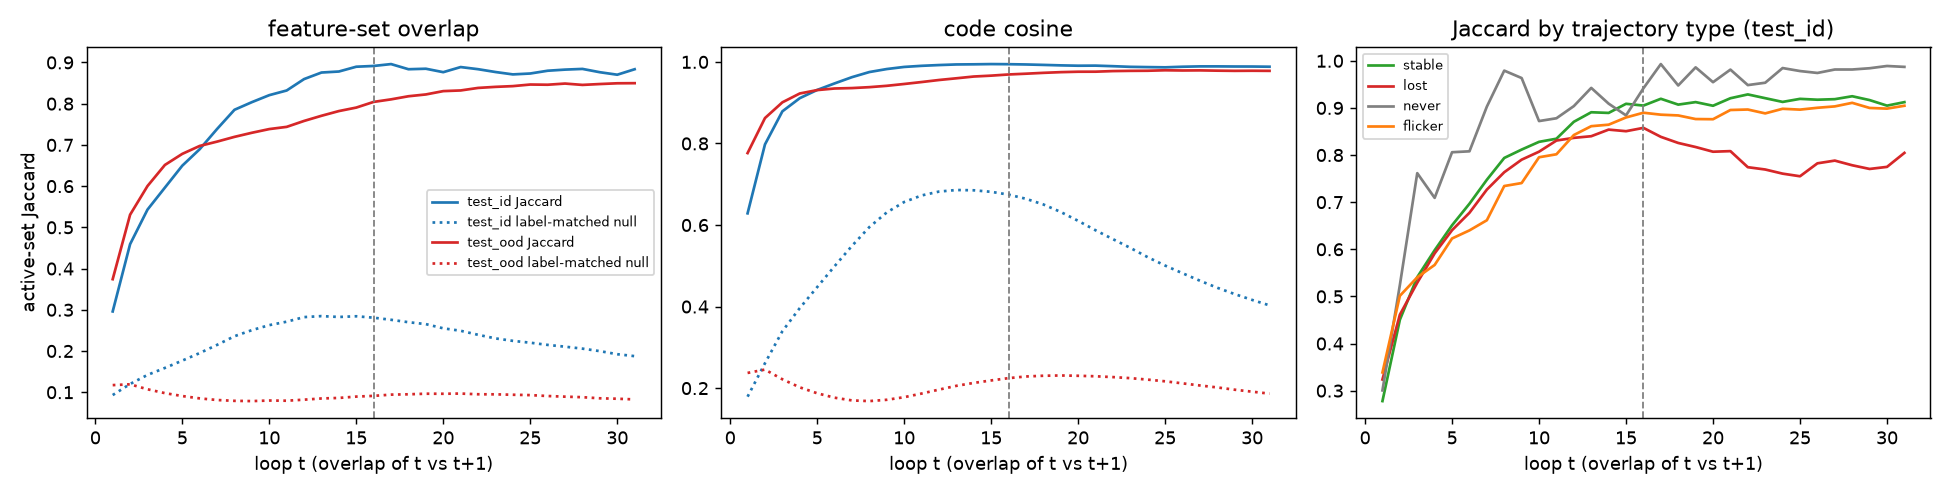 feature-set overlap
active-set Jaccard
0.9
0.8
0.7
0.6
0.5
0.4
0.3
0.2
0.1
test_id Jaccard
test_id label-matched null
test_ood Jaccard
test_ood label-matched null
0 5 10 15 20 25 30
loop t (overlap of t vs t+1)
code cosine
1.0
0.8
0.6
0.4
0.2
0 5 10 15 20 25 30
loop t (overlap of t vs t+1)
Jaccard by trajectory type (test_id)
1.0
0.9
0.8
0.7
0.6
0.5
0.4
0.3
stable
lost
never
flicker
0 5 10 15 20 25 30
loop t (overlap of t vs t+1)